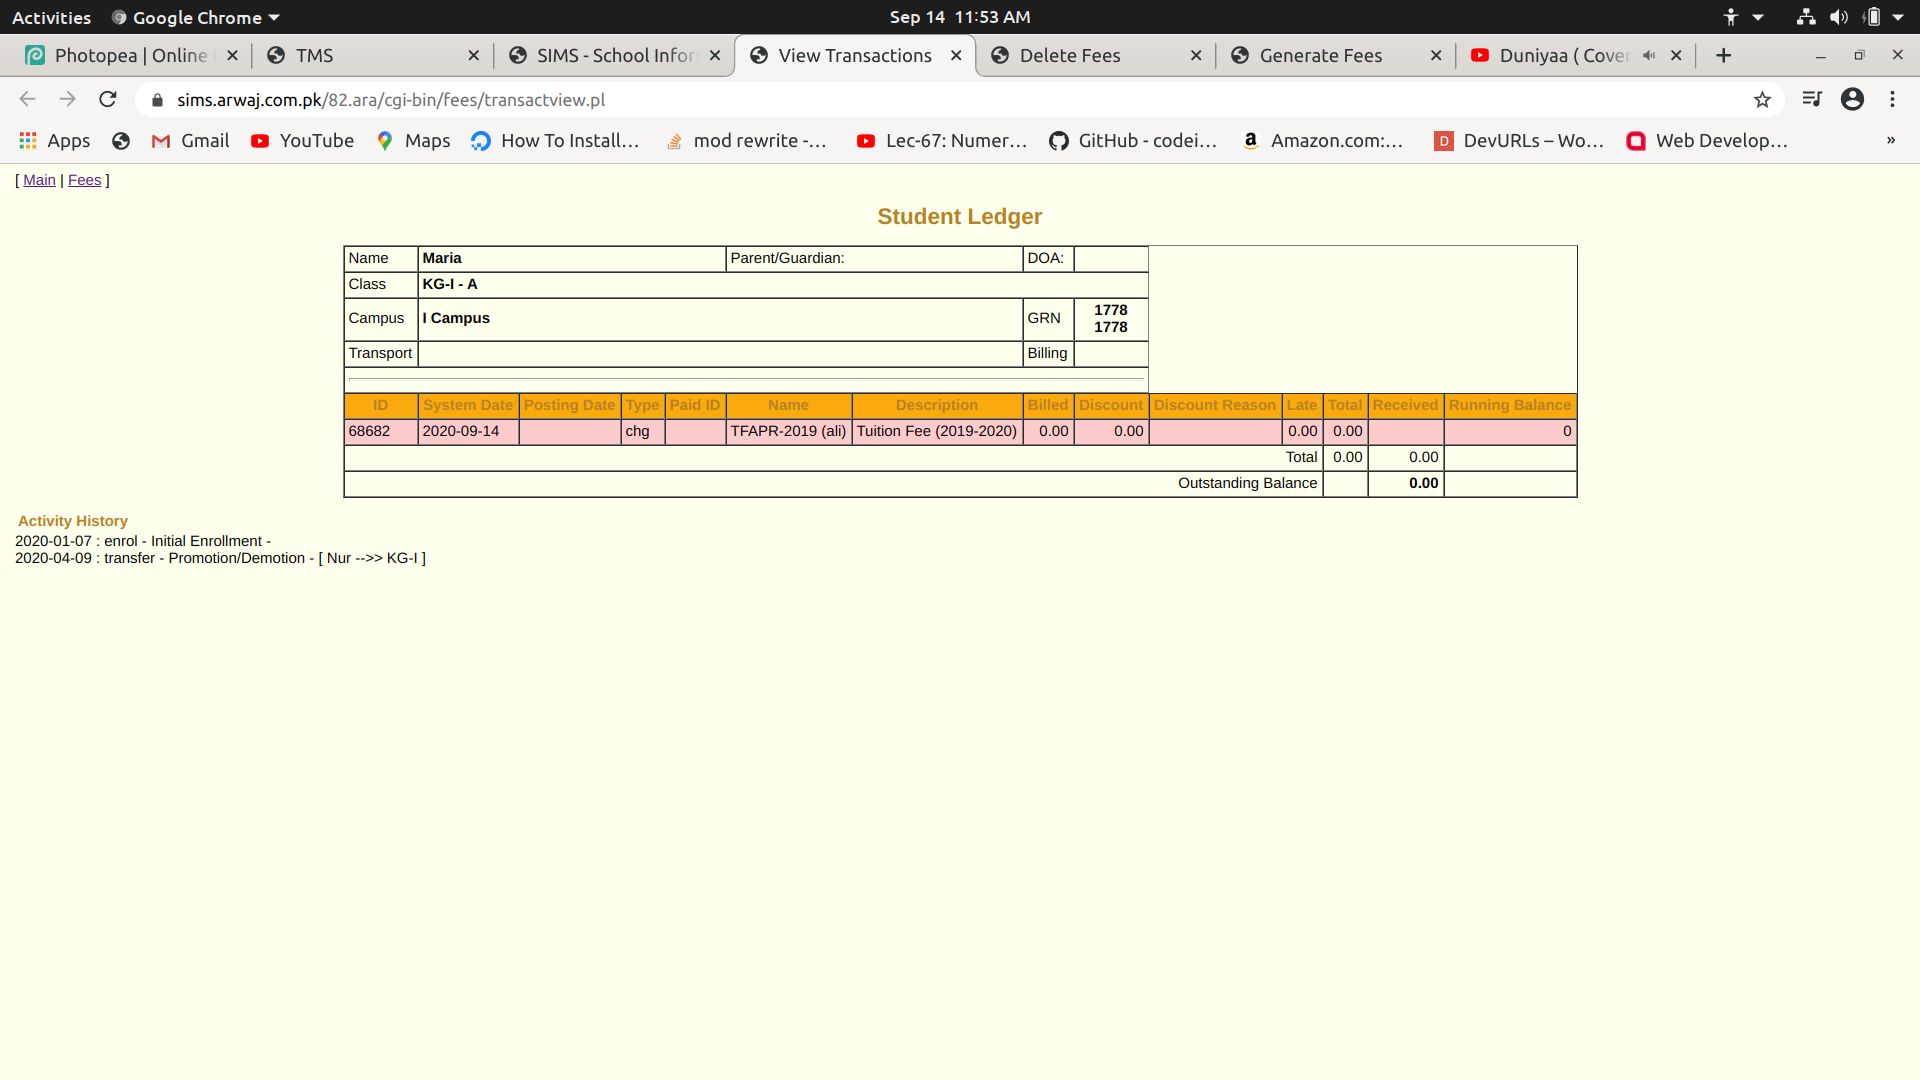 Activities Google Chrome Sep 14 11:53 AM
Photopea | Online TMS SIMS - School Infor View Transactions Delete Fees Generate Fees Duniyaa ( Cover
sims.arwaj.com.pk/82.ara/cgi-bin/fees/transactview.pl
Apps Gmail YouTube Maps How To Install... mod rewrite -... Lec-67: Numer... GitHub - codei... Amazon.com:... DevURLs – Wo... Web Develop... »
[ Main | Fees ]
Student Ledger
Name Maria Parent/Guardian: DOA:
Class KG-I - A
Campus I Campus GRN 1778
1778
Transport Billing
ID System Date Posting Date Type Paid ID Name Description Billed Discount Discount Reason Late Total Received Running Balance
68682 2020-09-14 chg TFAPR-2019 (ali) Tuition Fee (2019-2020) 0.00 0.00 0.00 0.00 0
Total 0.00 0.00
Outstanding Balance 0.00
Activity History
2020-01-07 : enrol - Initial Enrollment -
2020-04-09 : transfer - Promotion/Demotion - [ Nur -->> KG-I ]